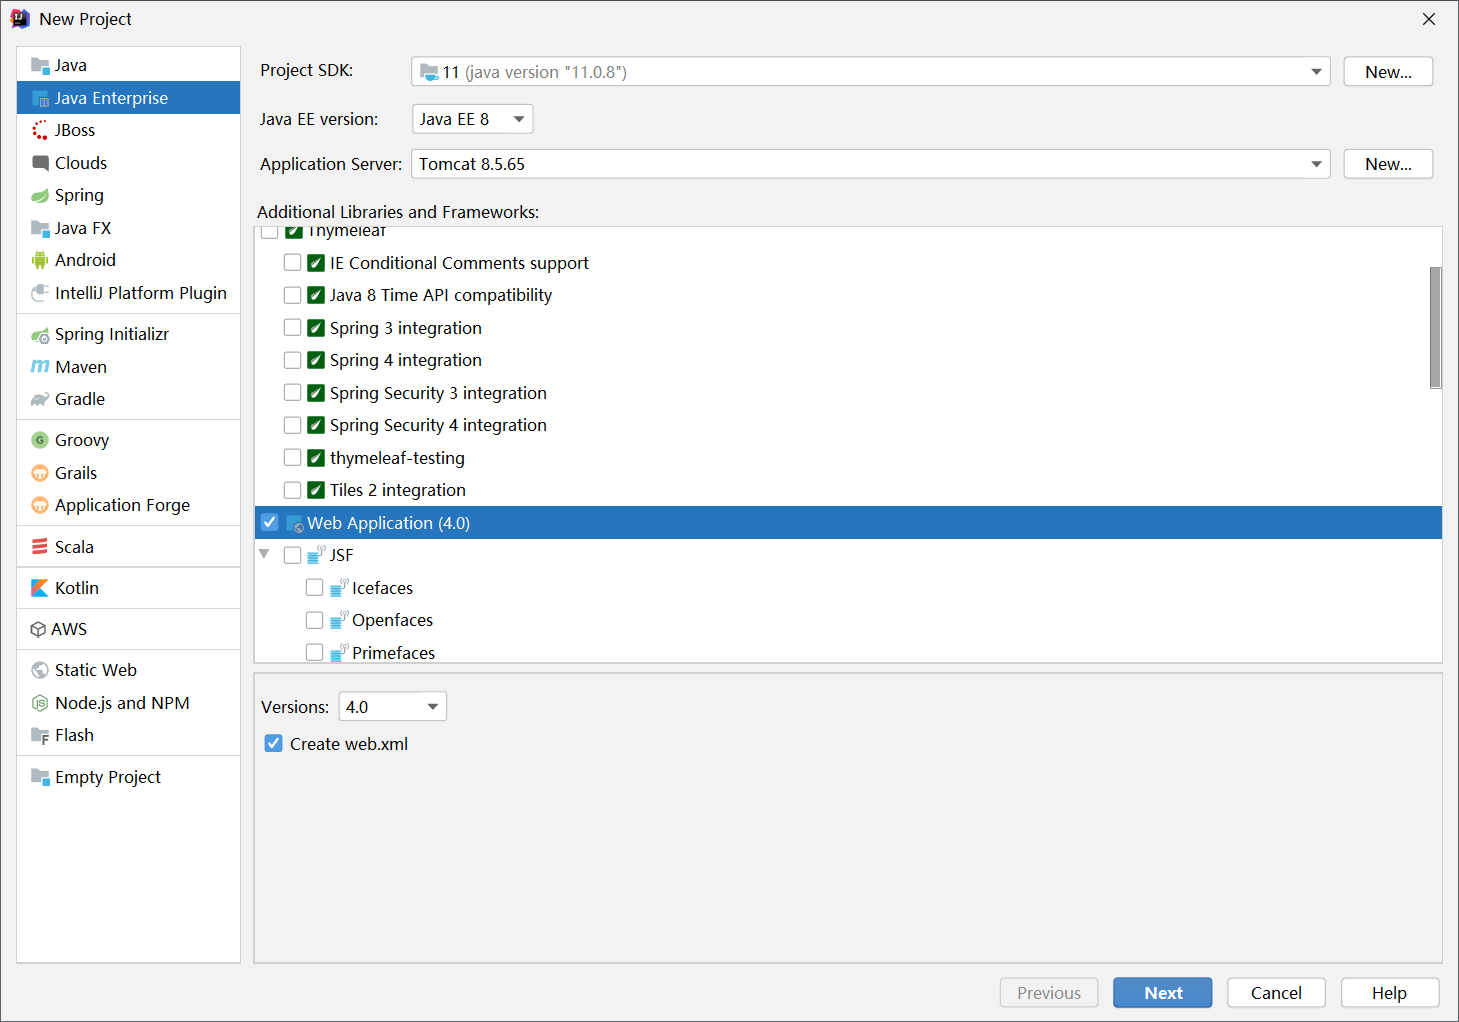 New Project
Java
Java Enterprise
JBoss
Clouds
Spring
Java FX
Android
IntelliJ Platform Plugin
Spring Initializr
Maven
Gradle
Groovy
Grails
Application Forge
Scala
Kotlin
AWS
Static Web
Node.js and NPM
Flash
Empty Project
Project SDK: 11 (java version "11.0.8") New...
Java EE version: Java EE 8
Application Server: Tomcat 8.5.65 New...
Additional Libraries and Frameworks:
Thymeleaf
IE Conditional Comments support
Java 8 Time API compatibility
Spring 3 integration
Spring 4 integration
Spring Security 3 integration
Spring Security 4 integration
thymeleaf-testing
Tiles 2 integration
Web Application (4.0)
JSF
Icefaces
Openfaces
Primefaces
Versions: 4.0
Create web.xml
Previous Next Cancel Help